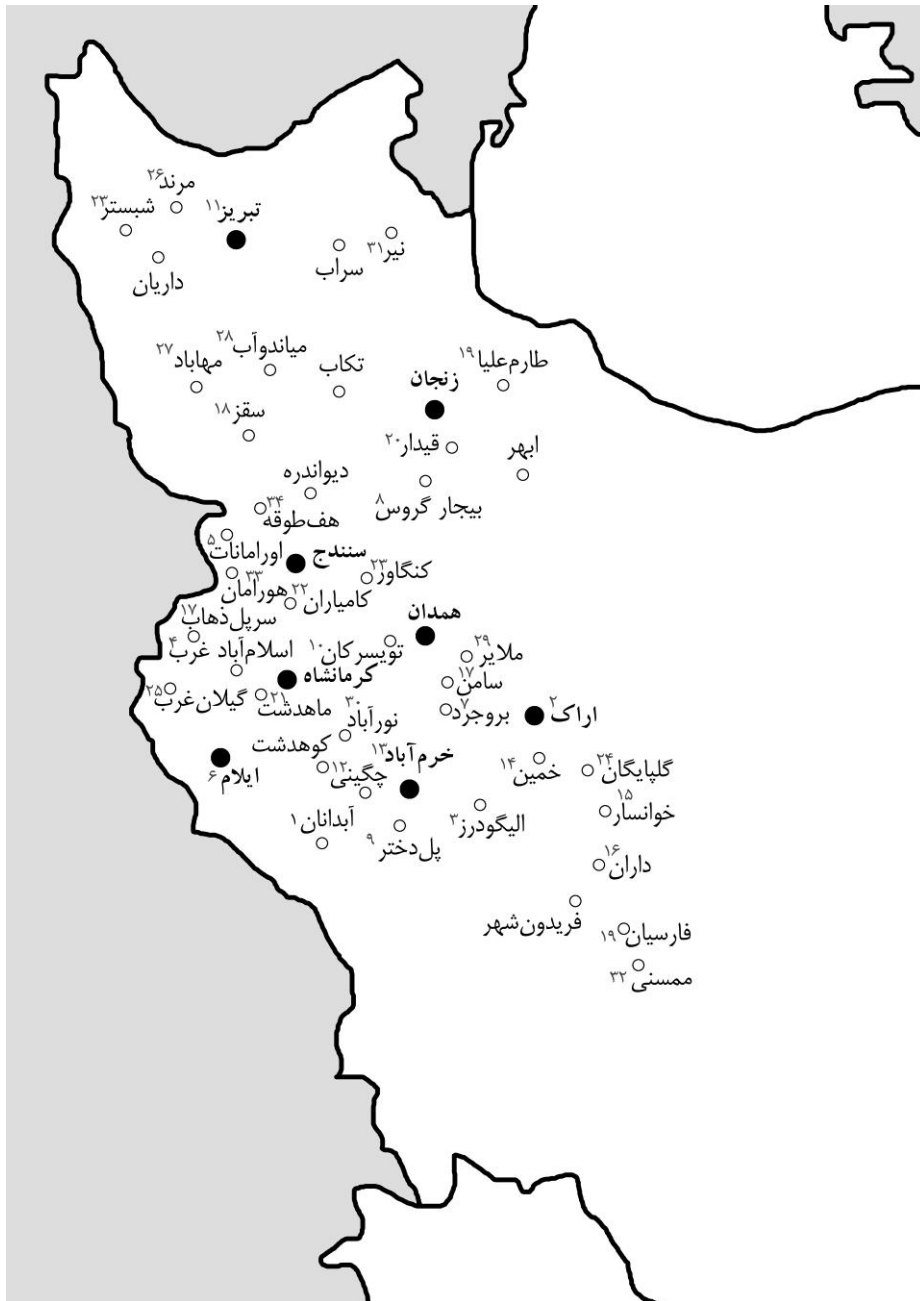 مرند۲۶
شبستر۲۳
تبریز۱۱
نیر۳۱
سراب
داریان
میاندوآب۲۸
مهاباد۲۷
تکاب
طارم‌علیا۱۹
زنجان
سقز۱۸
قیدار۲۰
ابهر
دیواندره
بیجار گروس۸
هف‌طوقه۳۴
اورامانات۵
سنندج
کنگاور۲۳
هورامان۳۳
کامیاران۲۲
سرپل‌ذهاب۱۷
همدان
اسلام‌آباد غرب۴
تویسرکان۱۰
ملایر۲۹
کرمانشاه
سامن۱۷
گیلان‌غرب۲۵
ماهدشت۲۱
بروجرد۷
اراک۲
نورآباد۳۰
کوهدشت
خرم‌آباد۱۳
ایلام۶
چگینی۱۲
خمین۱۴
گلپایگان۲۴
آبدانان۱
الیگودرز۳
خوانسار۱۵
پل‌دختر۹
داران۱۶
فریدون‌شهر
فارسیان۱۹
ممسنی۳۲